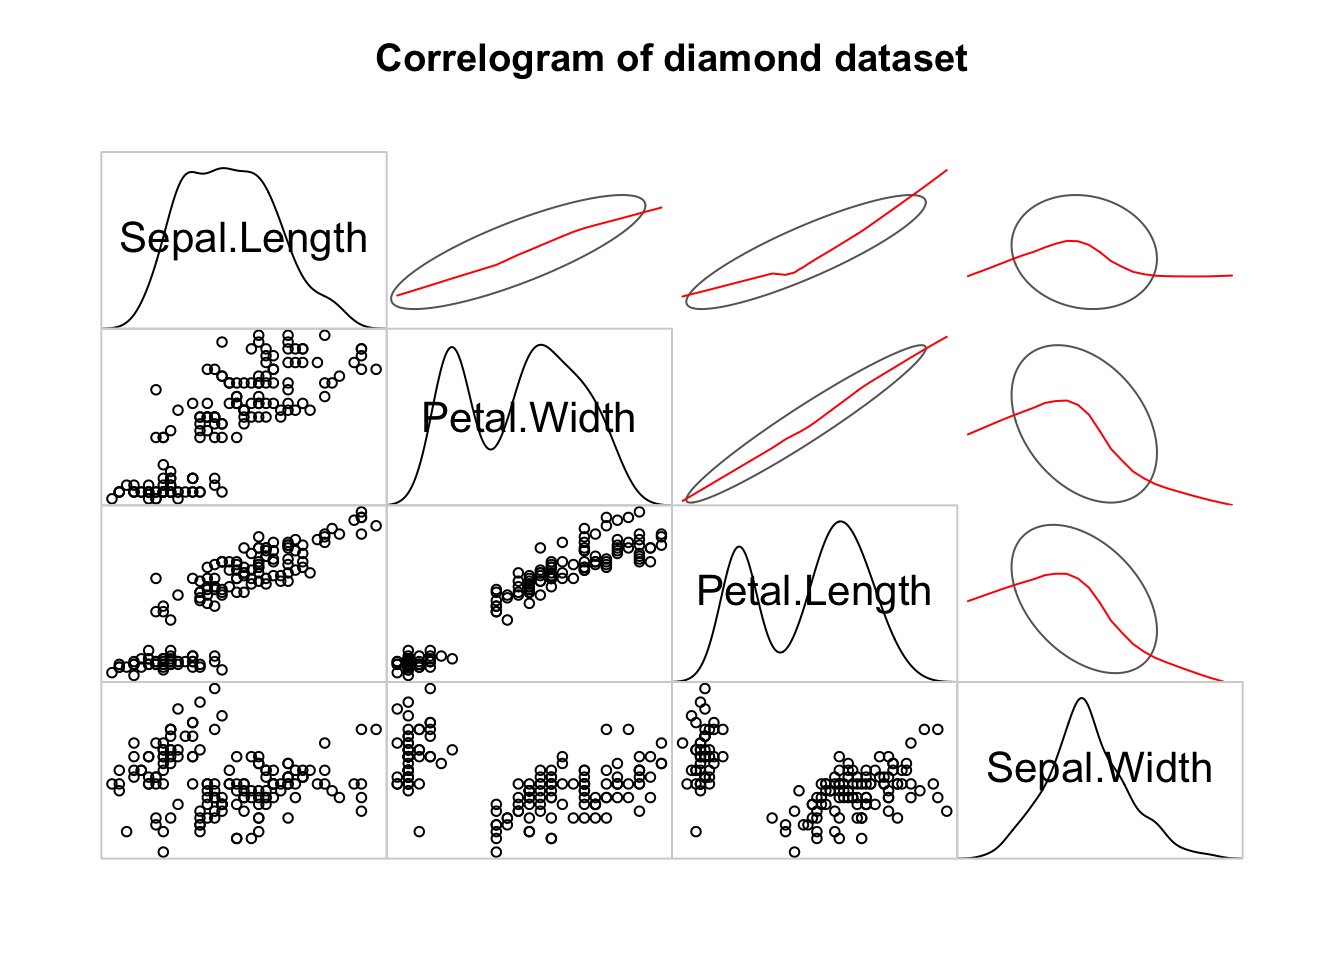 Correlogram of diamond dataset
Sepal.Length
Petal.Width
Petal.Length
Sepal.Width